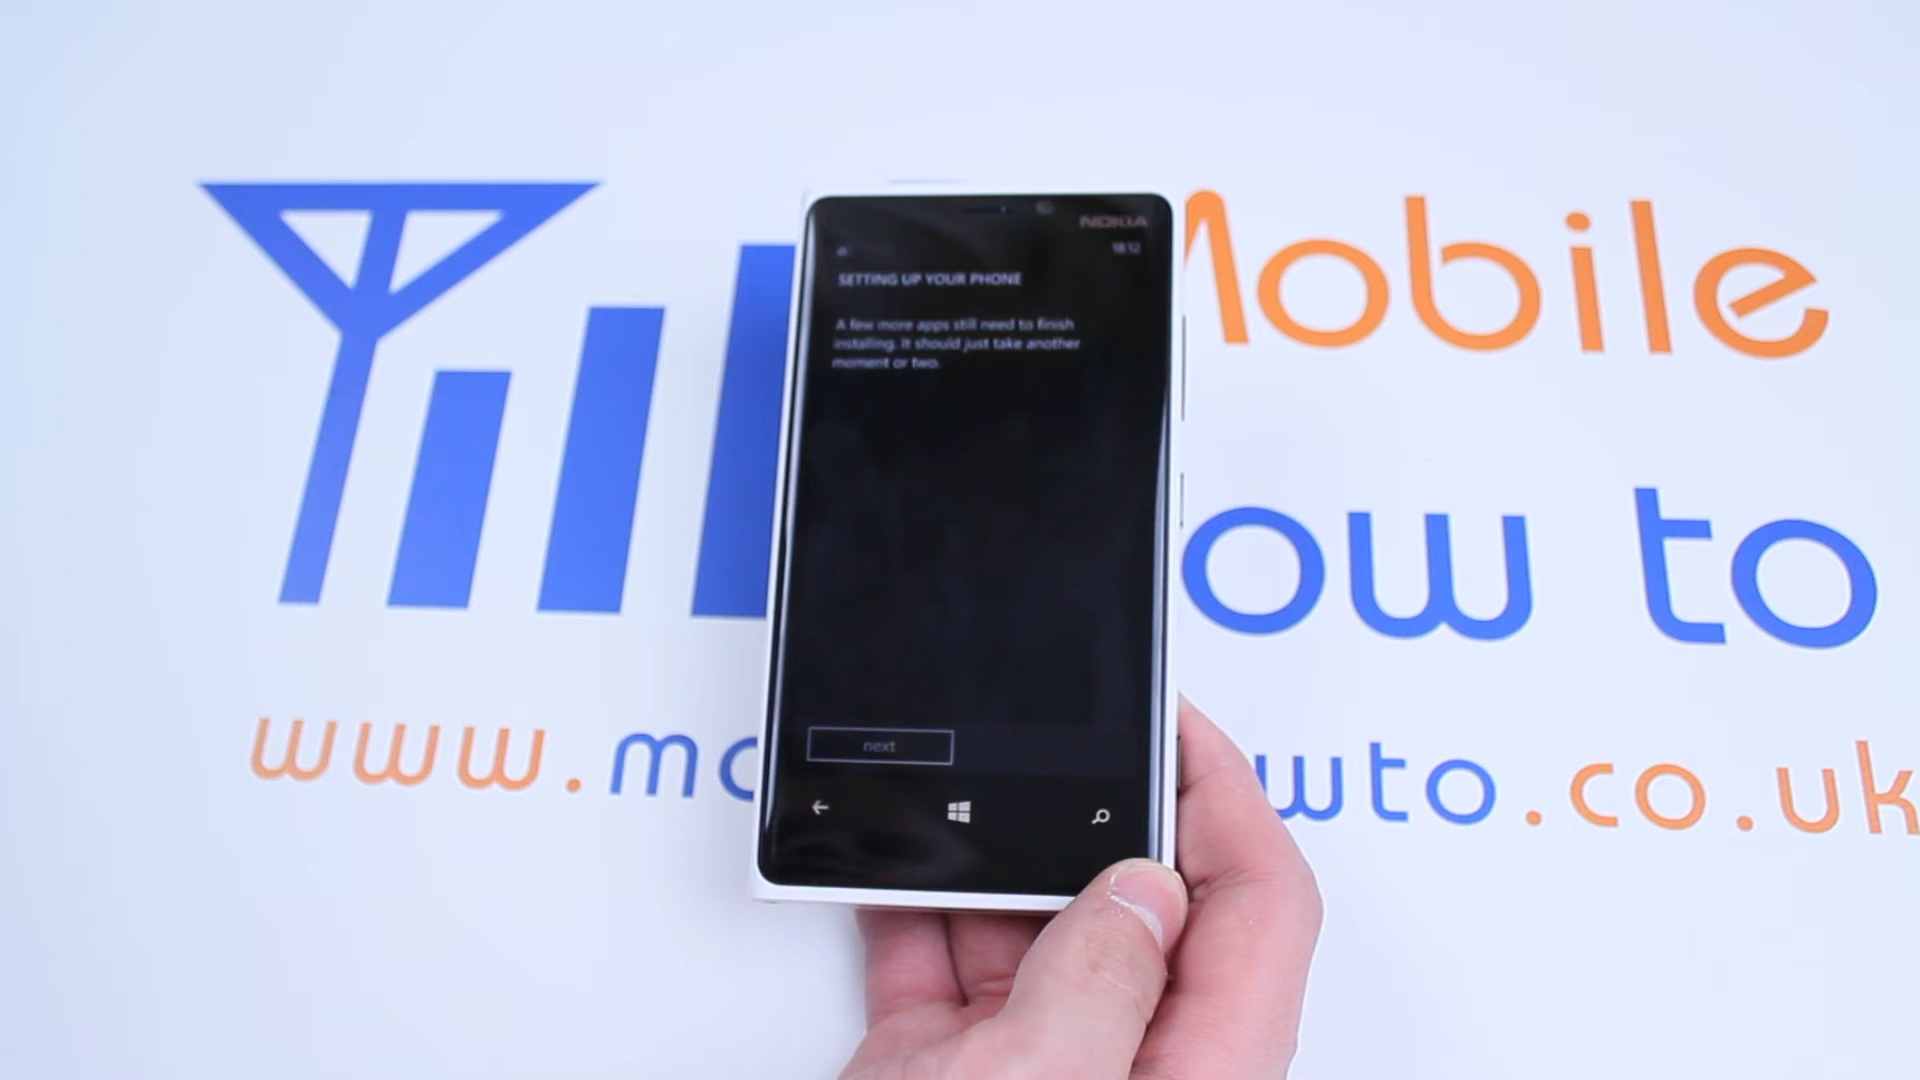 Mobile
NOKIA
18:12
SETTING UP YOUR PHONE
A few more apps still need to finish
installing. It should just take another
moment or two.
ow to
next
www.mo
owto.co.uk